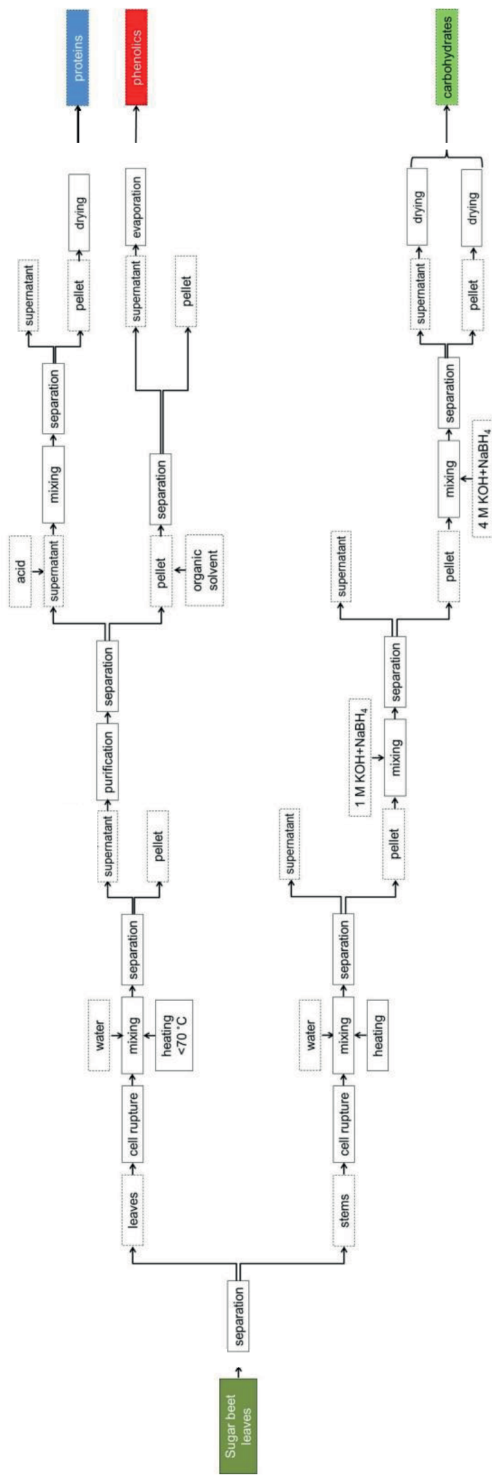 Sugar beet
leaves
separation
leaves
cell rupture
water
mixing
heating
<70 °C
separation
supernatant
pellet
purification
separation
acid
supernatant
mixing
separation
supernatant
pellet
drying
proteins
pellet
organic
solvent
separation
supernatant
evaporation
phenolics
pellet
stems
cell rupture
water
mixing
heating
separation
supernatant
pellet
1 M KOH+NaBH4
mixing
separation
supernatant
pellet
4 M KOH+NaBH4
mixing
separation
supernatant
drying
pellet
drying
carbohydrates